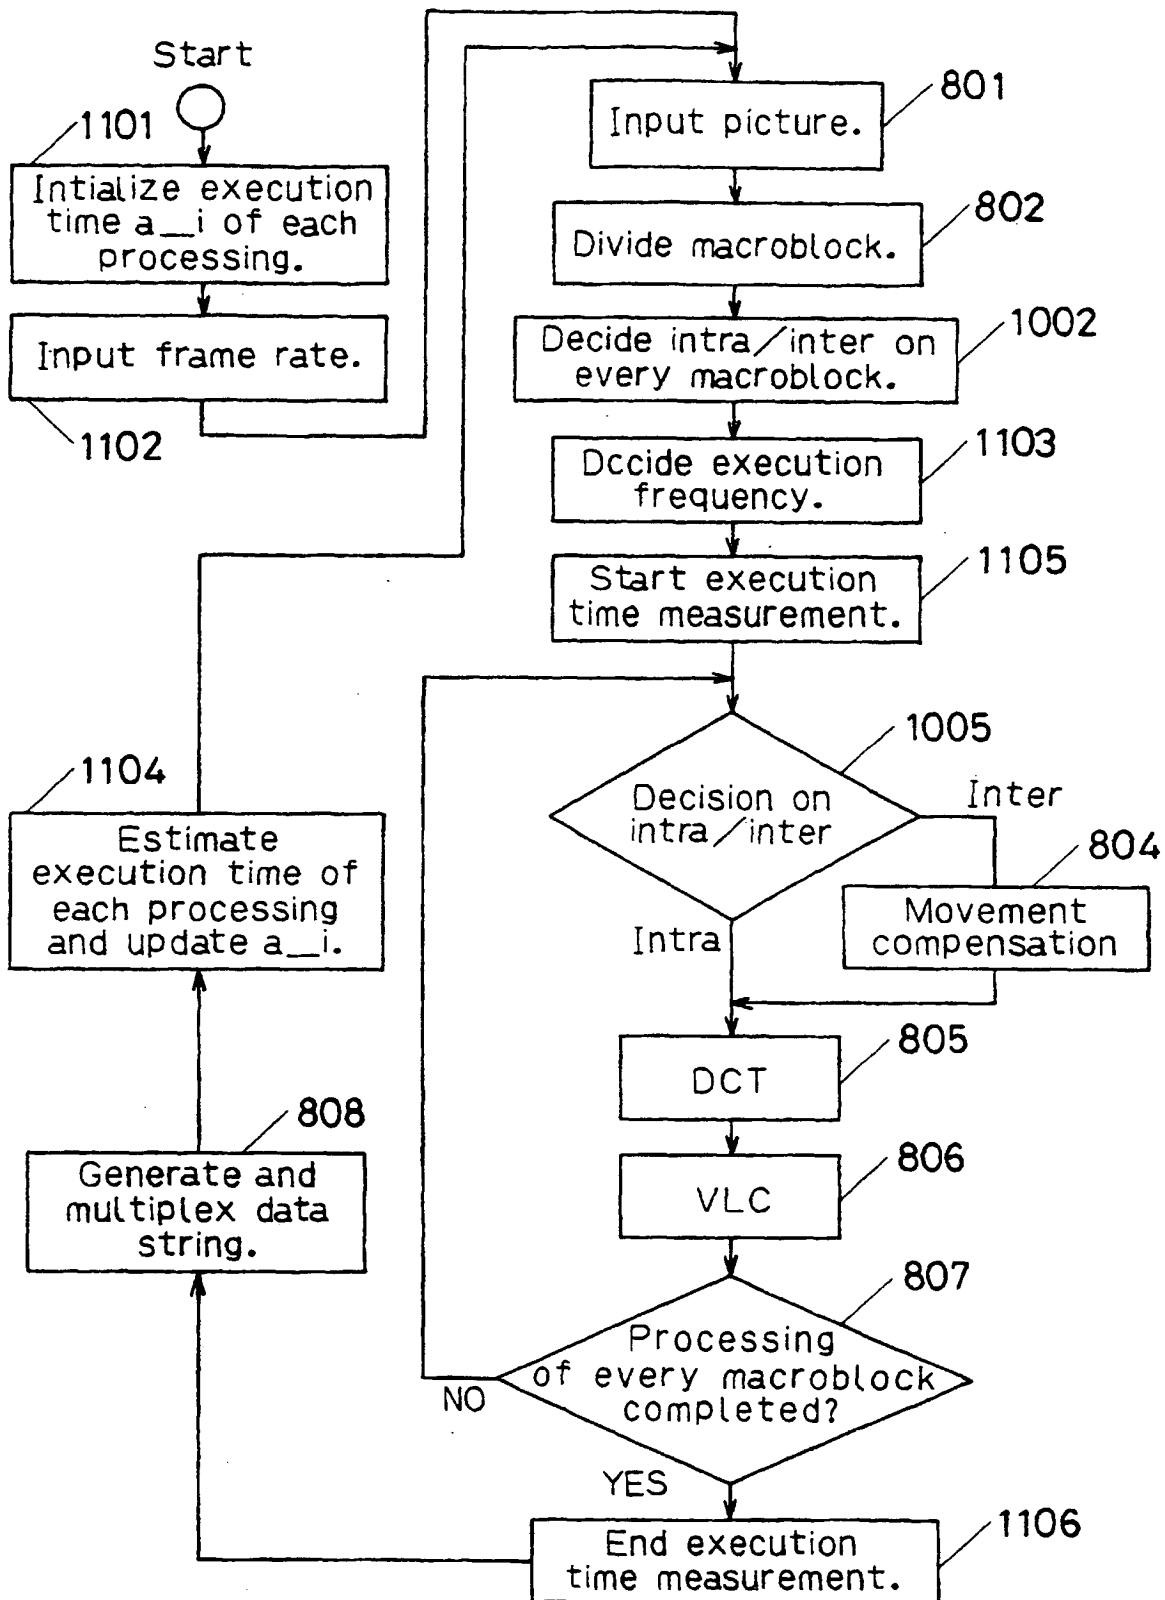 Start
1101
Intialize execution
time a_i of each
processing.
Input frame rate.
1102
801
Input picture.
802
Divide macroblock.
1002
Decide intra/inter on
every macroblock.
1103
Dccide execution
frequency.
1105
Start execution
time measurement.
1005
Decision on
intra/inter
Inter
804
Movement
compensation
Intra
805
DCT
806
VLC
807
Processing
of every macroblock
completed?
NO
YES
1106
End execution
time measurement.
808
Generate and
multiplex data
string.
1104
Estimate
execution time of
each processing
and update a_i.